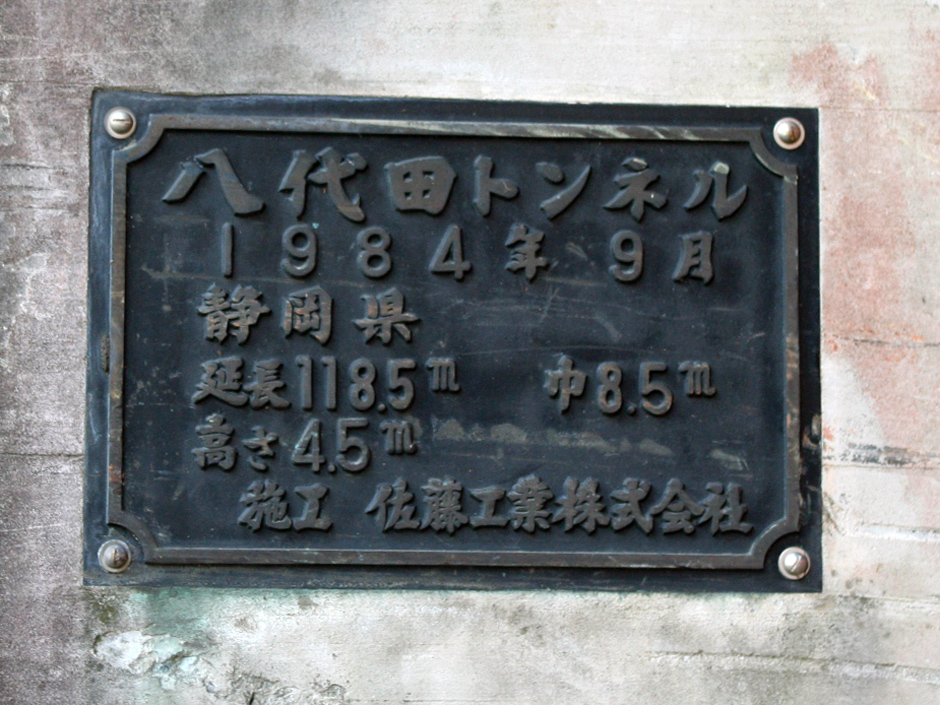 八代田トンネル
1984年9月
静岡県
延長118.5m 巾8.5m
高さ4.5m
施工 佐藤工業株式会社